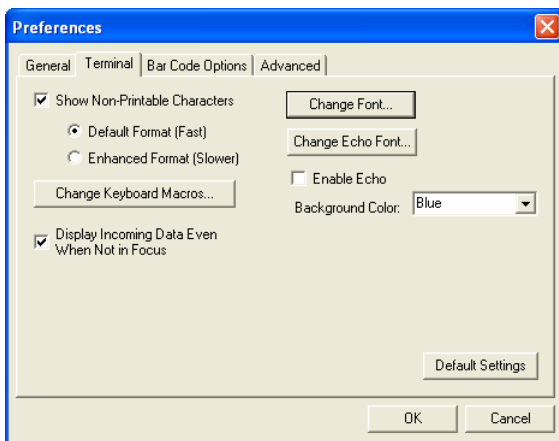 Preferences
General
Terminal
Bar Code Options
Advanced
Show Non-Printable Characters
Default Format (Fast)
Enhanced Format (Slower)
Change Keyboard Macros...
Display Incoming Data Even
When Not in Focus
Change Font...
Change Echo Font...
Enable Echo
Background Color:
Blue
Default Settings
OK
Cancel